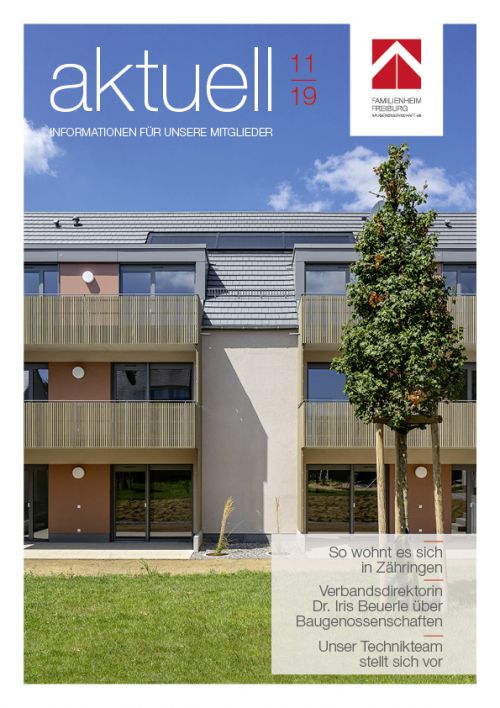 aktuell
11
19
INFORMATIONEN FÜR UNSERE MITGLIEDER
FAMILIENHEIM
FREIBURG
BAUGENOSSENSCHAFT eG
So wohnt es sich
in Zähringen
Verbandsdirektorin
Dr. Iris Beuerle über
Baugenossenschaften
Unser Technikteam
stellt sich vor